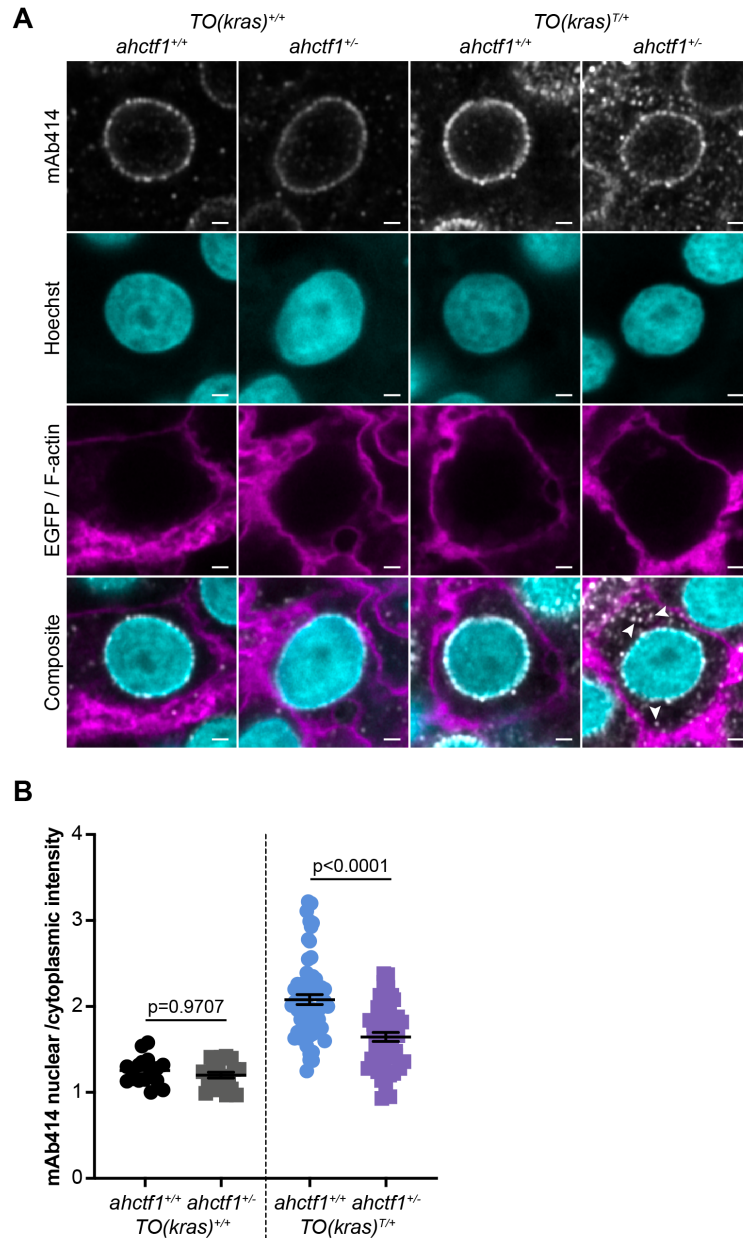 A
TO(kras)+/+ TO(kras)T/+
ahctf1+/+ ahctf1+/- ahctf1+/+ ahctf1+/-
mAb414
Hoechst
EGFP / F-actin
Composite
B
mAb414 nuclear /cytoplasmic intensity
4
p<0.0001
3
2
p=0.9707
1
0
ahctf1+/+ ahctf1+/- ahctf1+/+ ahctf1+/-
TO(kras)+/+ TO(kras)T/+